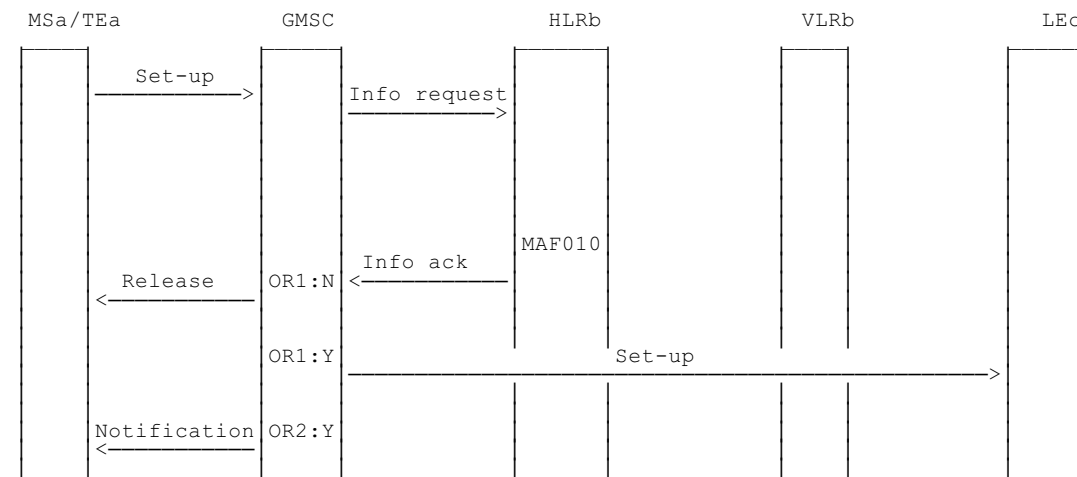 MSa/TEa GMSC HLRb VLRb LEc
Set-up
Info request
MAF010
Info ack
Release OR1:N
OR1:Y Set-up
Notification OR2:Y